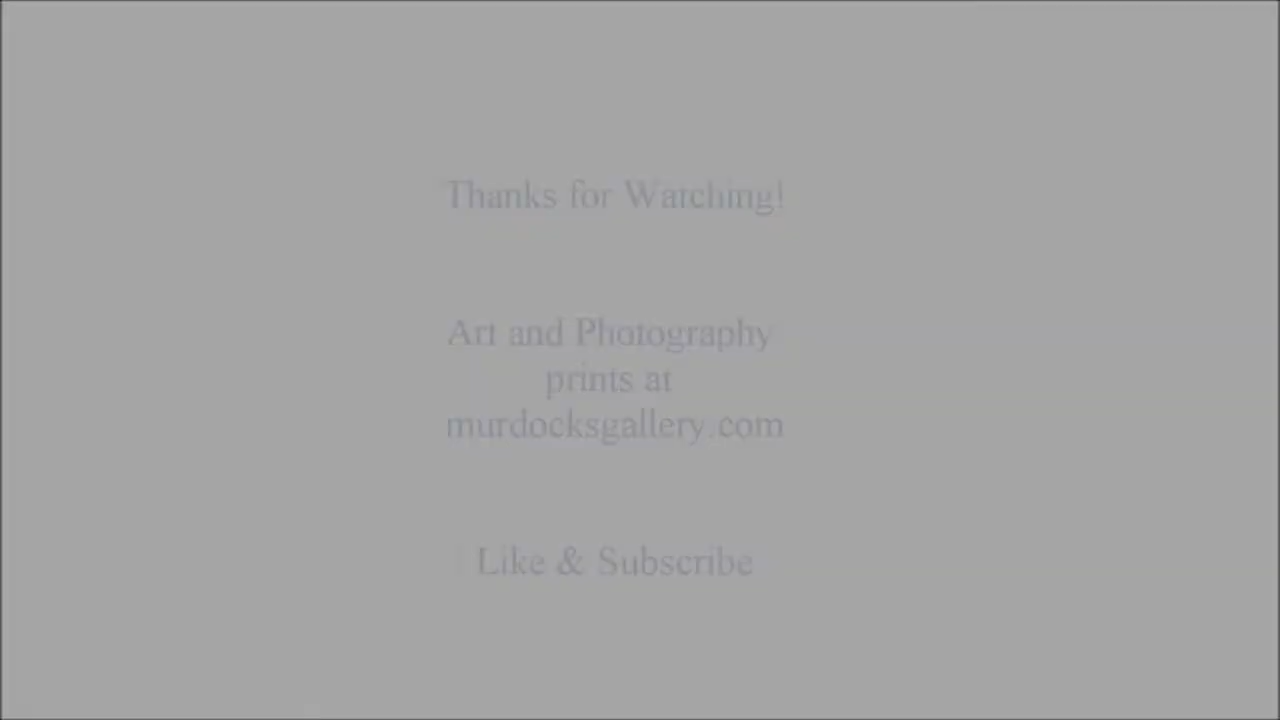 Thanks for Watching!
Art and Photography
prints at
murdocksgallery.com
Like & Subscribe